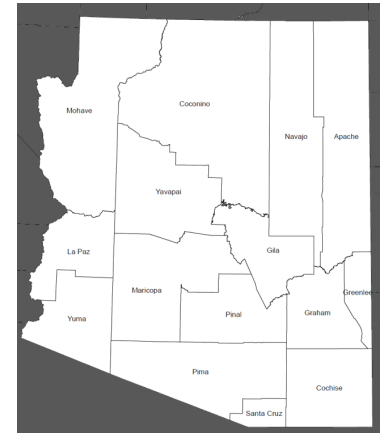 Mohave
Coconino
Navajo
Apache
Yavapai
La Paz
Gila
Maricopa
Greenlee
Yuma
Pinal
Graham
Pima
Cochise
Santa Cruz